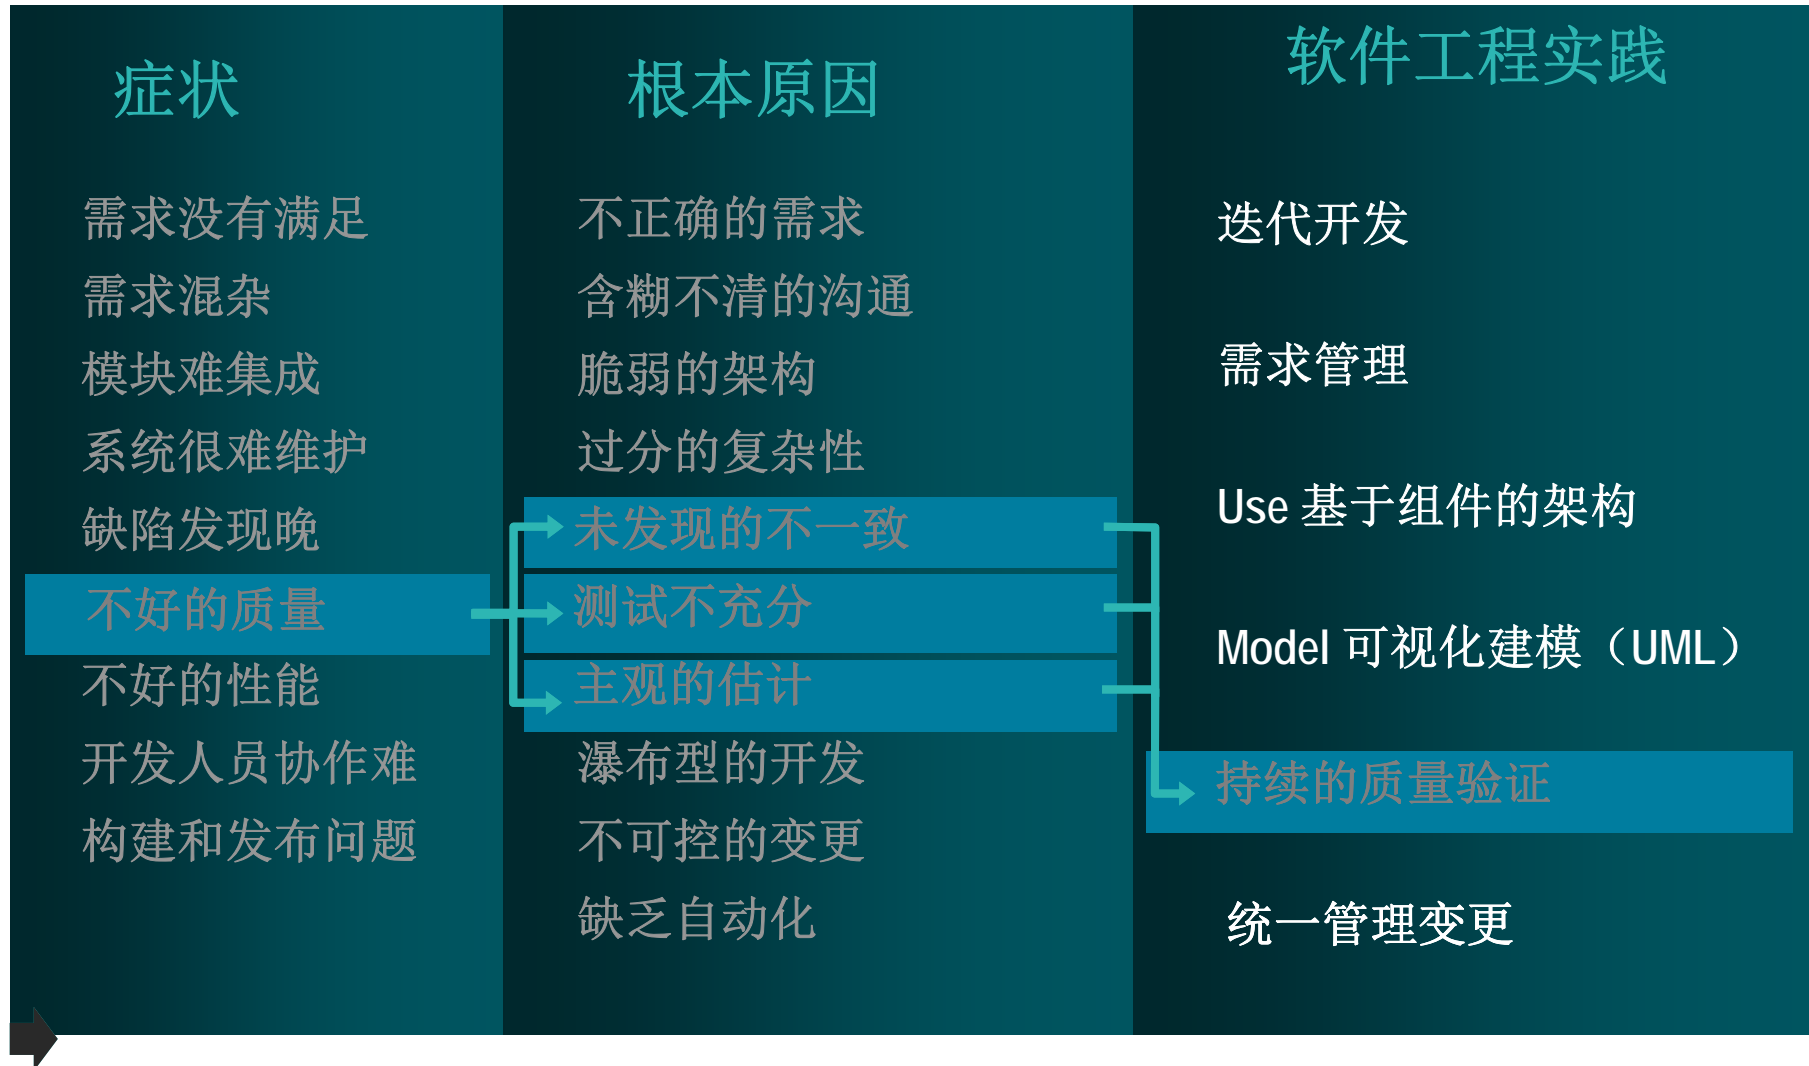 症状
需求没有满足
需求混杂
模块难集成
系统很难维护
缺陷发现晚
不好的质量
不好的性能
开发人员协作难
构建和发布问题
根本原因
不正确的需求
含糊不清的沟通
脆弱的架构
过分的复杂性
未发现的不一致
测试不充分
主观的估计
瀑布型的开发
不可控的变更
缺乏自动化
软件工程实践
迭代开发
需求管理
Use 基于组件的架构
Model 可视化建模（UML）
持续的质量验证
统一管理变更